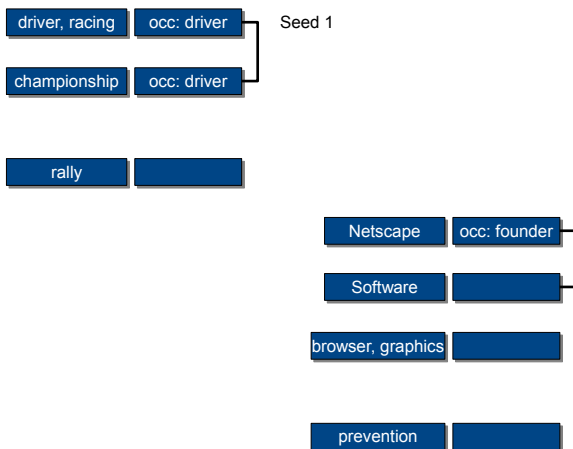 driver, racing occ: driver Seed 1
championship occ: driver
rally
Netscape occ: founder
Software
browser, graphics
prevention